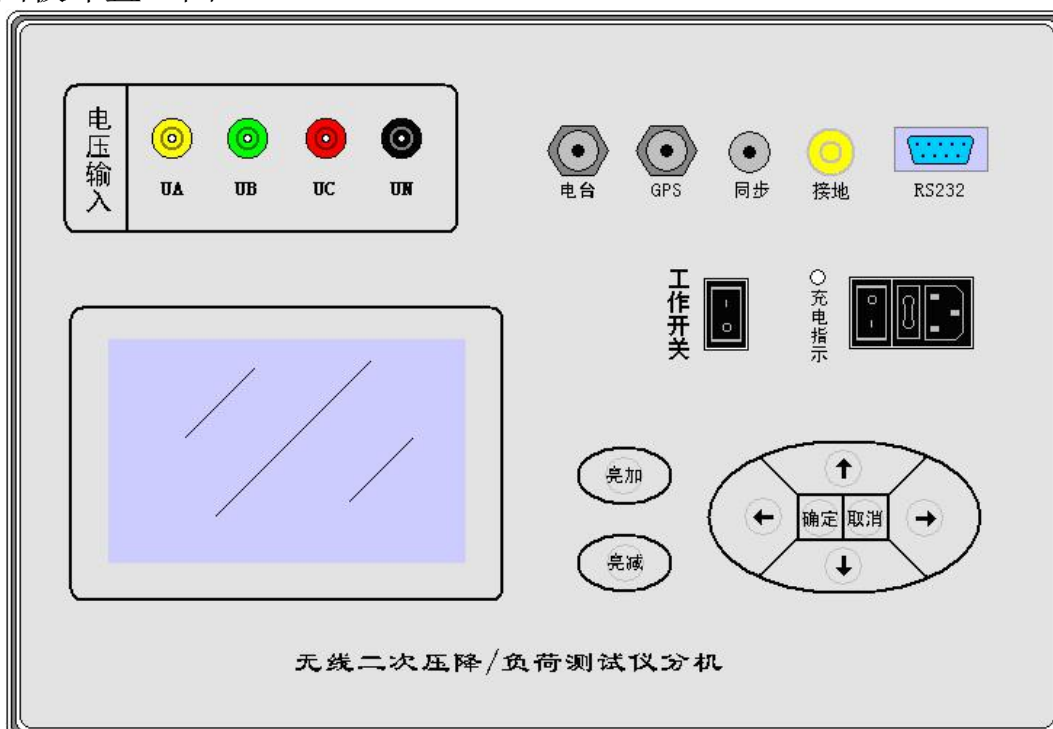 电压输入
UA UB UC UN
电台 GPS 同步 接地 RS232
工作开关
充电指示
亮加
亮减
确定 取消
无线二次压降/负荷测试仪分机